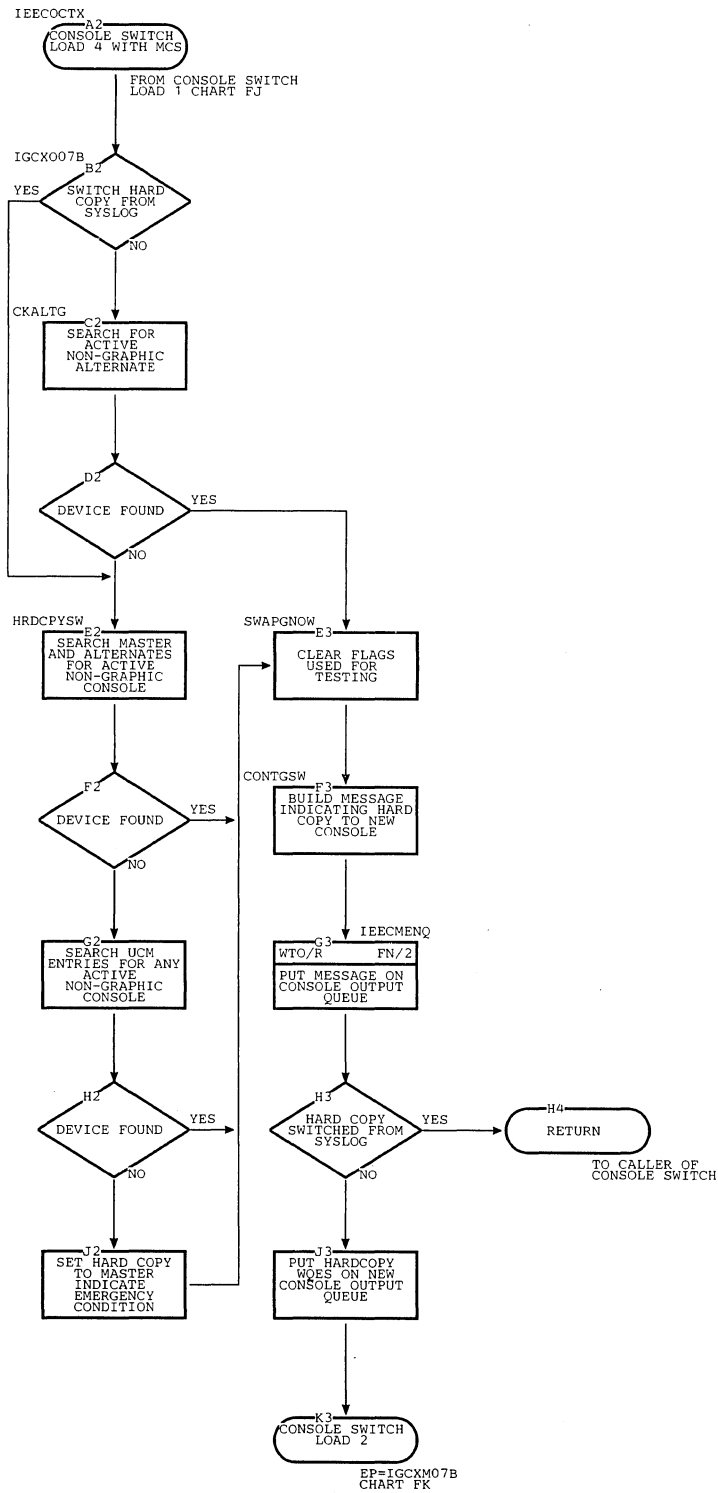 IEECOCTX
A2
CONSOLE SWITCH
LOAD 4 WITH MCS
FROM CONSOLE SWITCH
LOAD 1 CHART FJ
IGCXO07B
B2
YES
SWITCH HARD
COPY FROM
SYSLOG
NO
CKALTG
C2
SEARCH FOR
ACTIVE
NON-GRAPHIC
ALTERNATE
D2
DEVICE FOUND
YES
NO
HRDCPYSW
E2
SEARCH MASTER
AND ALTERNATES
FOR ACTIVE
NON-GRAPHIC
CONSOLE
SWAPGNOW
E3
CLEAR FLAGS
USED FOR
TESTING
F2
DEVICE FOUND
YES
NO
CONTGSW
F3
BUILD MESSAGE
INDICATING HARD
COPY TO NEW
CONSOLE
G2
SEARCH UCM
ENTRIES FOR ANY
ACTIVE
NON-GRAPHIC
CONSOLE
IEECMENQ
G3
WTO/R FN/2
PUT MESSAGE ON
CONSOLE OUTPUT
QUEUE
H2
DEVICE FOUND
YES
NO
H3
HARD COPY
SWITCHED FROM
SYSLOG
YES
NO
H4
RETURN
TO CALLER OF
CONSOLE SWITCH
J2
SET HARD COPY
TO MASTER
INDICATE
EMERGENCY
CONDITION
J3
PUT HARDCOPY
WQES ON NEW
CONSOLE OUTPUT
QUEUE
K3
CONSOLE SWITCH
LOAD 2
EP=IGCXM07B
CHART FK